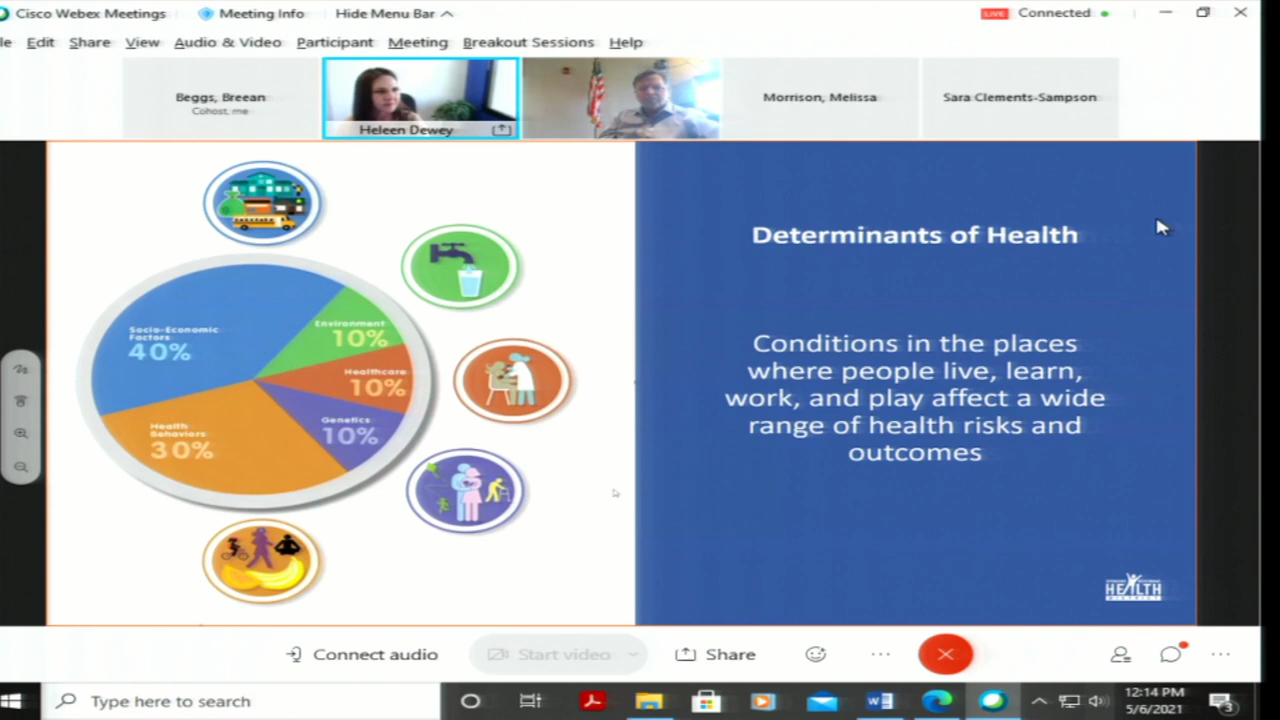 Cisco Webex Meetings
Meeting Info
Hide Menu Bar
LIVE
Connected
le Edit Share View Audio & Video Participant Meeting Breakout Sessions Help
Beggs, Breean
Cohost, me
Heleen Dewey
Morrison, Melissa
Sara Clements-Sampson
Socio-Economic
Factors
40%
Environment
10%
Healthcare
10%
Genetics
10%
Health
Behaviors
30%
Determinants of Health
Conditions in the places
where people live, learn,
work, and play affect a wide
range of health risks and
outcomes
HEALTH
DISTRICT
Connect audio
Start video
Share
Type here to search
12:14 PM
5/6/2021
3